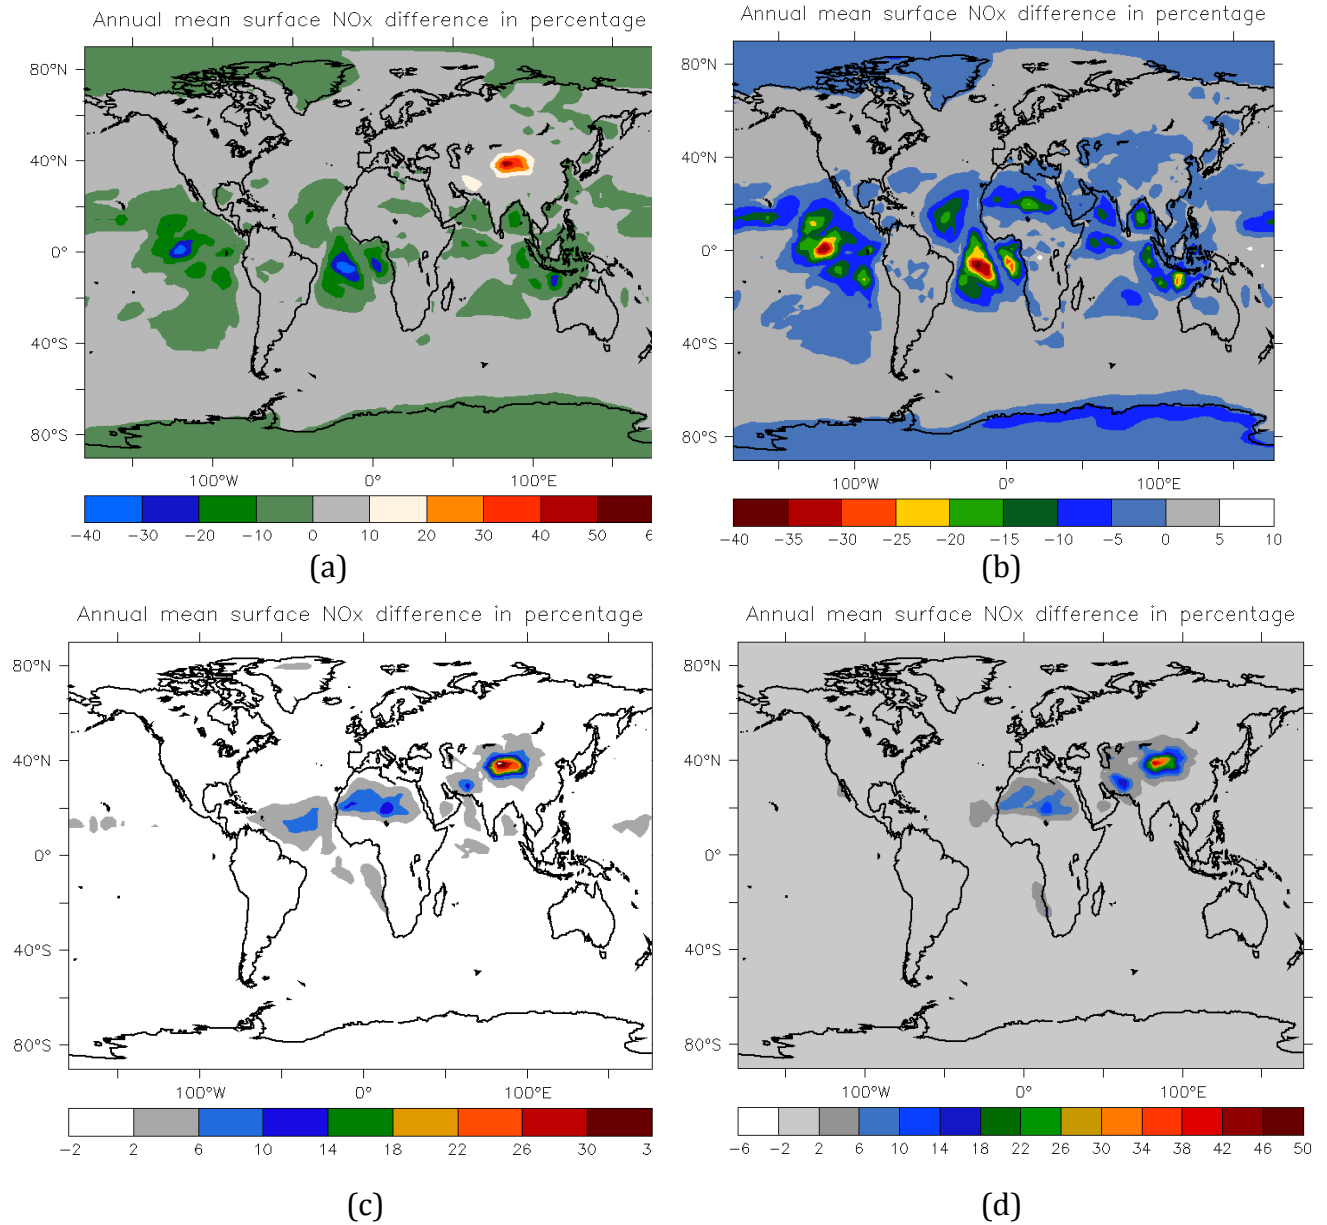 Annual mean surface NOx difference in percentage
80°N
40°N
0°
40°S
80°S
100°W 0° 100°E
−40 −30 −20 −10 0 10 20 30 40 50 6
(a)
Annual mean surface NOx difference in percentage
80°N
40°N
0°
40°S
80°S
100°W 0° 100°E
−40 −35 −30 −25 −20 −15 −10 −5 0 5 10
(b)
Annual mean surface NOx difference in percentage
80°N
40°N
0°
40°S
80°S
100°W 0° 100°E
−2 2 6 10 14 18 22 26 30 3
(c)
Annual mean surface NOx difference in percentage
80°N
40°N
0°
40°S
80°S
100°W 0° 100°E
−6 −2 2 6 10 14 18 22 26 30 34 38 42 46 50
(d)